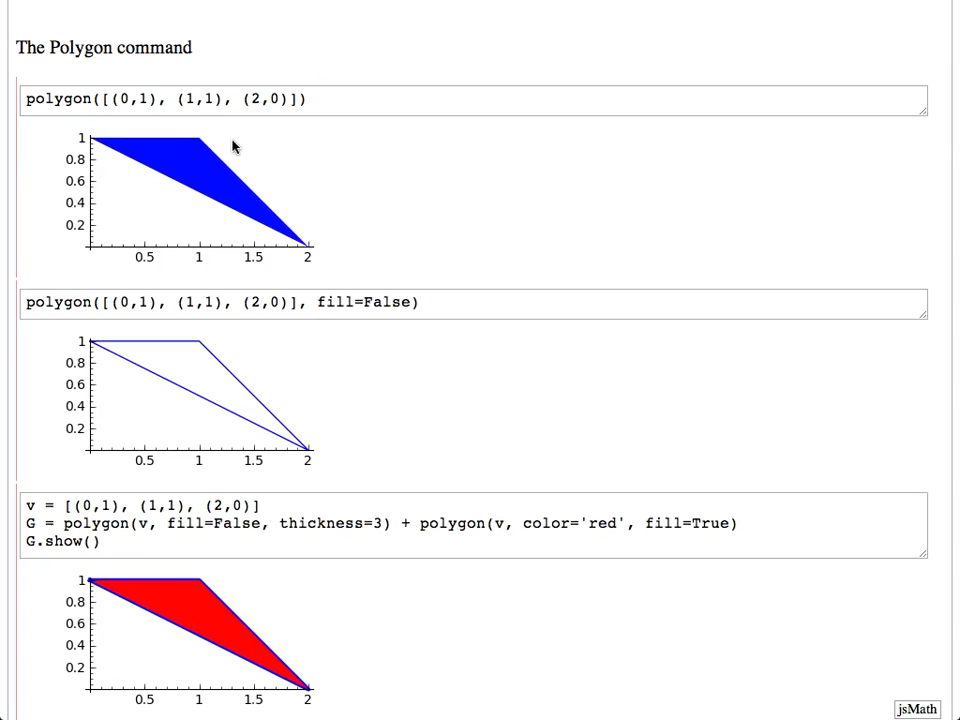 The Polygon command
polygon([(0,1), (1,1), (2,0)])
1
0.8
0.6
0.4
0.2
0.5 1 1.5 2
polygon([(0,1), (1,1), (2,0)], fill=False)
1
0.8
0.6
0.4
0.2
0.5 1 1.5 2
v = [(0,1), (1,1), (2,0)]
G = polygon(v, fill=False, thickness=3) + polygon(v, color='red', fill=True)
G.show()
1
0.8
0.6
0.4
0.2
0.5 1 1.5 2
jsMath